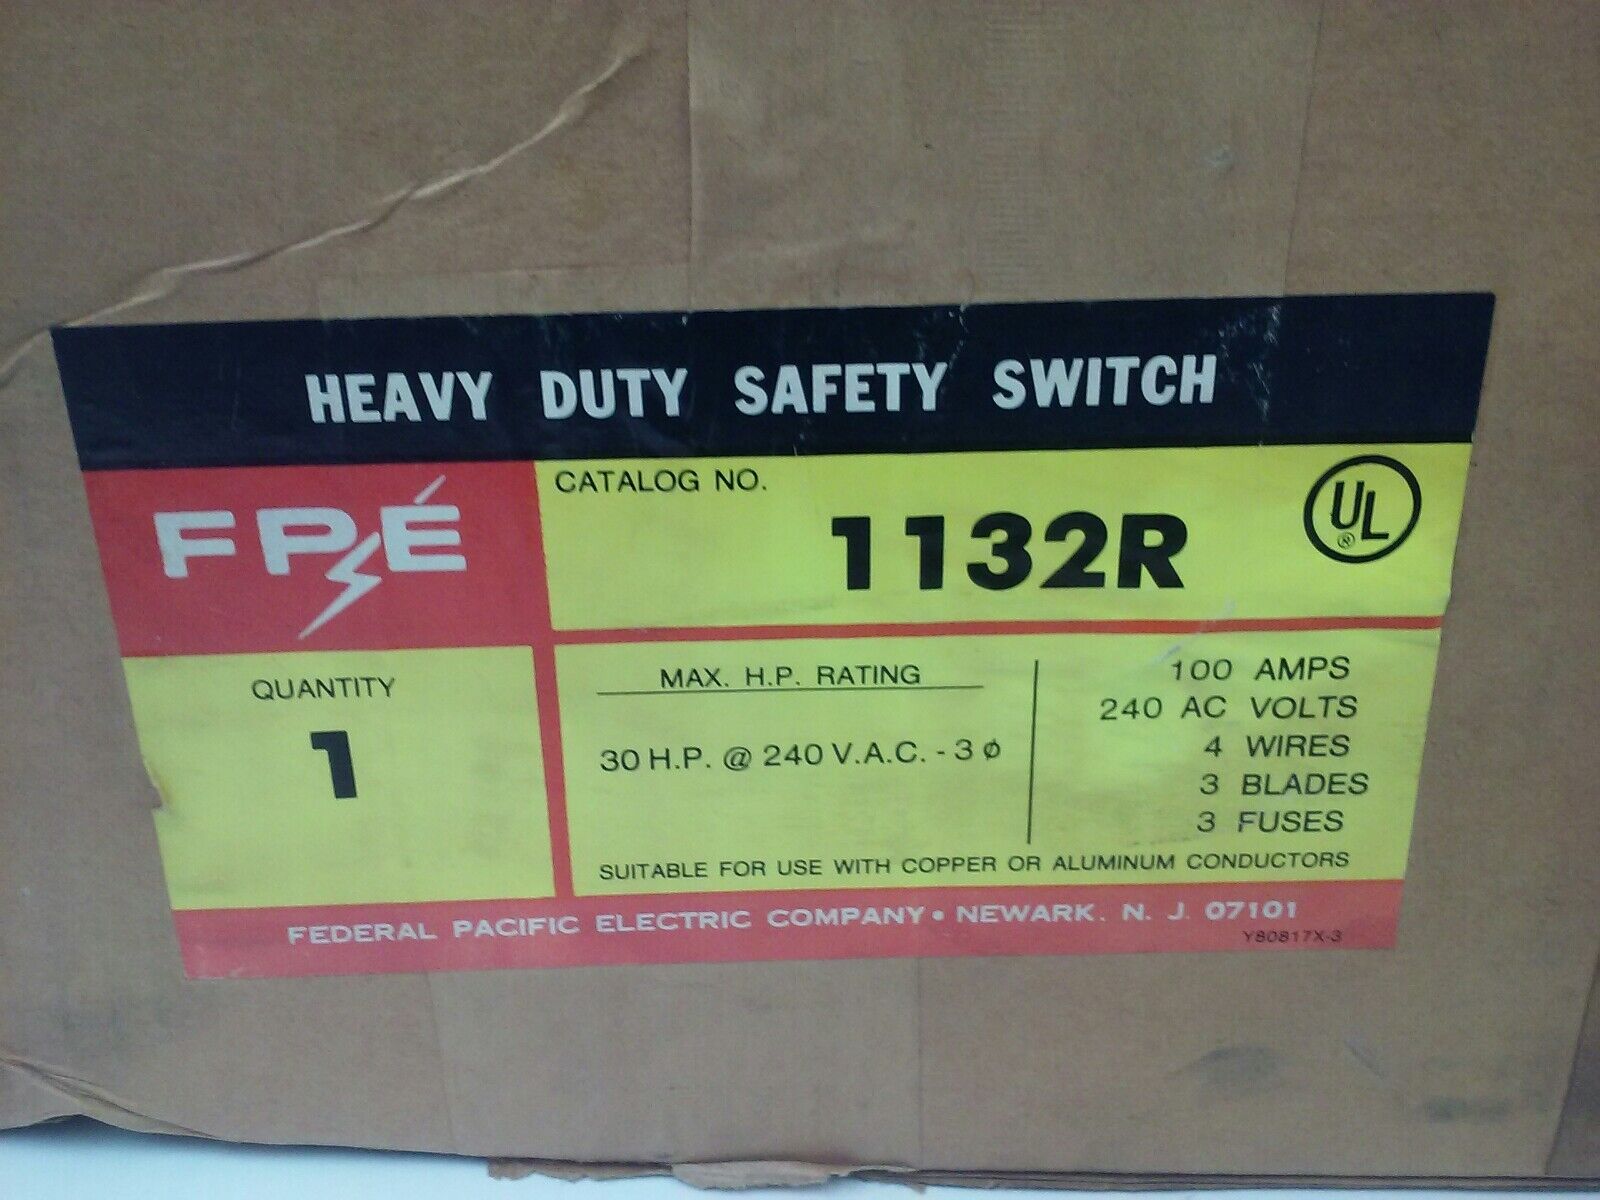 HEAVY DUTY SAFETY SWITCH
FPE
CATALOG NO.
1132R
UL
®
QUANTITY
1
MAX. H.P. RATING
30 H.P. @ 240 V.A.C. - 3 ϕ
100 AMPS
240 AC VOLTS
4 WIRES
3 BLADES
3 FUSES
SUITABLE FOR USE WITH COPPER OR ALUMINUM CONDUCTORS
FEDERAL PACIFIC ELECTRIC COMPANY • NEWARK. N. J. 07101
Y80817X-3